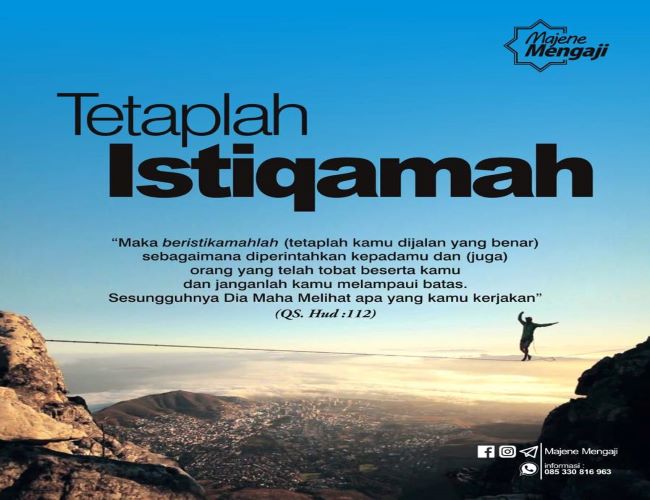 Majene
Mengaji
Tetaplah
Istiqamah
“Maka beristikamahlah (tetaplah kamu dijalan yang benar)
sebagaimana diperintahkan kepadamu dan (juga)
orang yang telah tobat beserta kamu
dan janganlah kamu melampaui batas.
Sesungguhnya Dia Maha Melihat apa yang kamu kerjakan”
(QS. Hud :112)
Majene Mengaji
informasi :
085 330 816 963